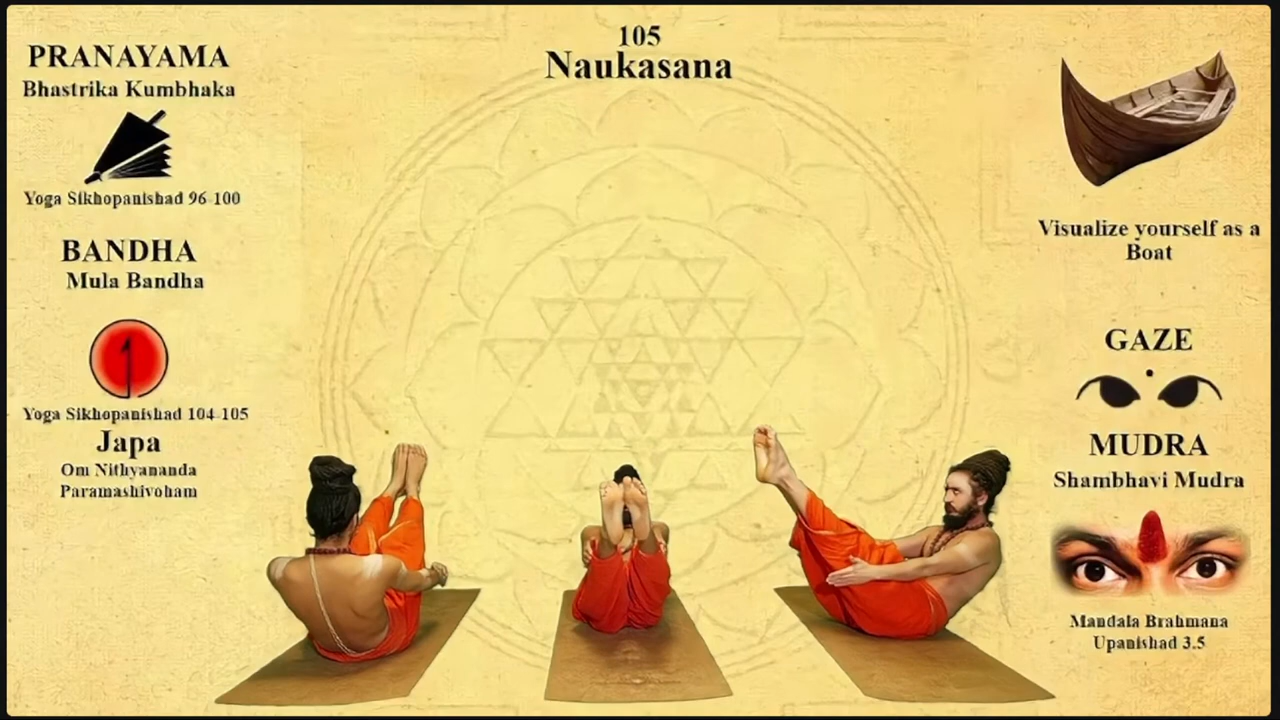 105
Naukasana
PRANAYAMA
Bhastrika Kumbhaka
Yoga Sikhopanishad 96-100
BANDHA
Mula Bandha
Yoga Sikhopanishad 104-105
Japa
Om Nithyananda
Paramashivoham
Visualize yourself as a
Boat
GAZE
MUDRA
Shambhavi Mudra
Mandala Brahmana
Upanishad 3.5